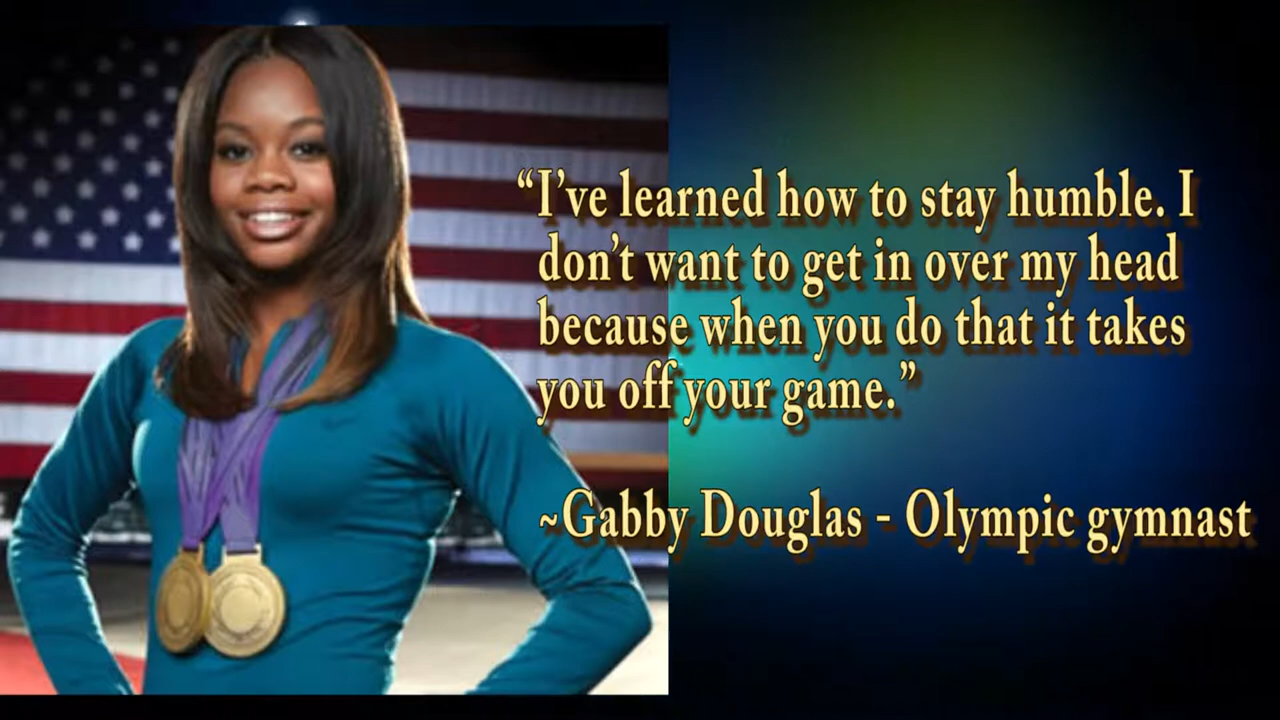 “I’ve learned how to stay humble. I
don’t want to get in over my head
because when you do that it takes
you off your game.”
~Gabby Douglas - Olympic gymnast